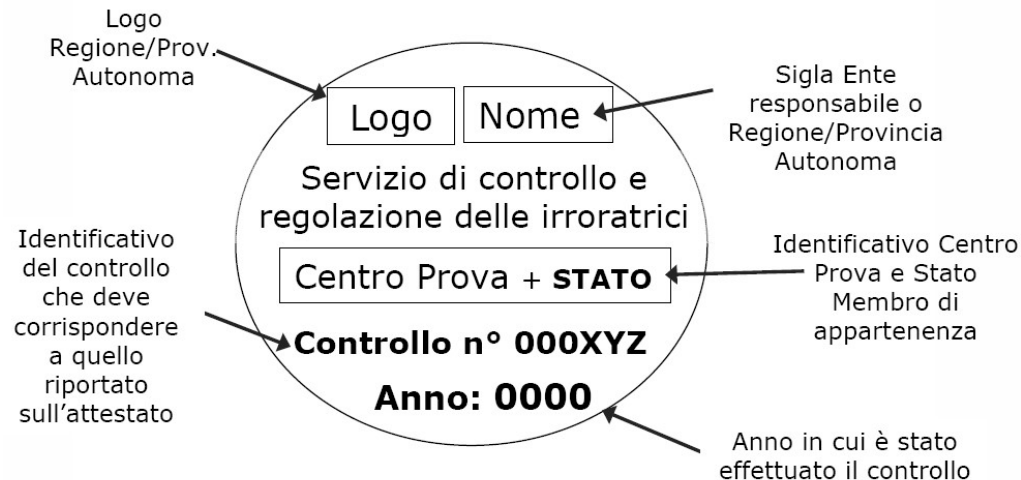 Logo
Regione/Prov.
Autonoma
Sigla Ente
responsabile o
Regione/Provincia
Autonoma
Logo
Nome
Servizio di controllo e
regolazione delle irroratrici
Centro Prova + STATO
Controllo n° 000XYZ
Anno: 0000
Identificativo
del controllo
che deve
corrispondere
a quello
riportato
sull'attestato
Identificativo Centro
Prova e Stato
Membro di
appartenenza
Anno in cui è stato
effettuato il controllo